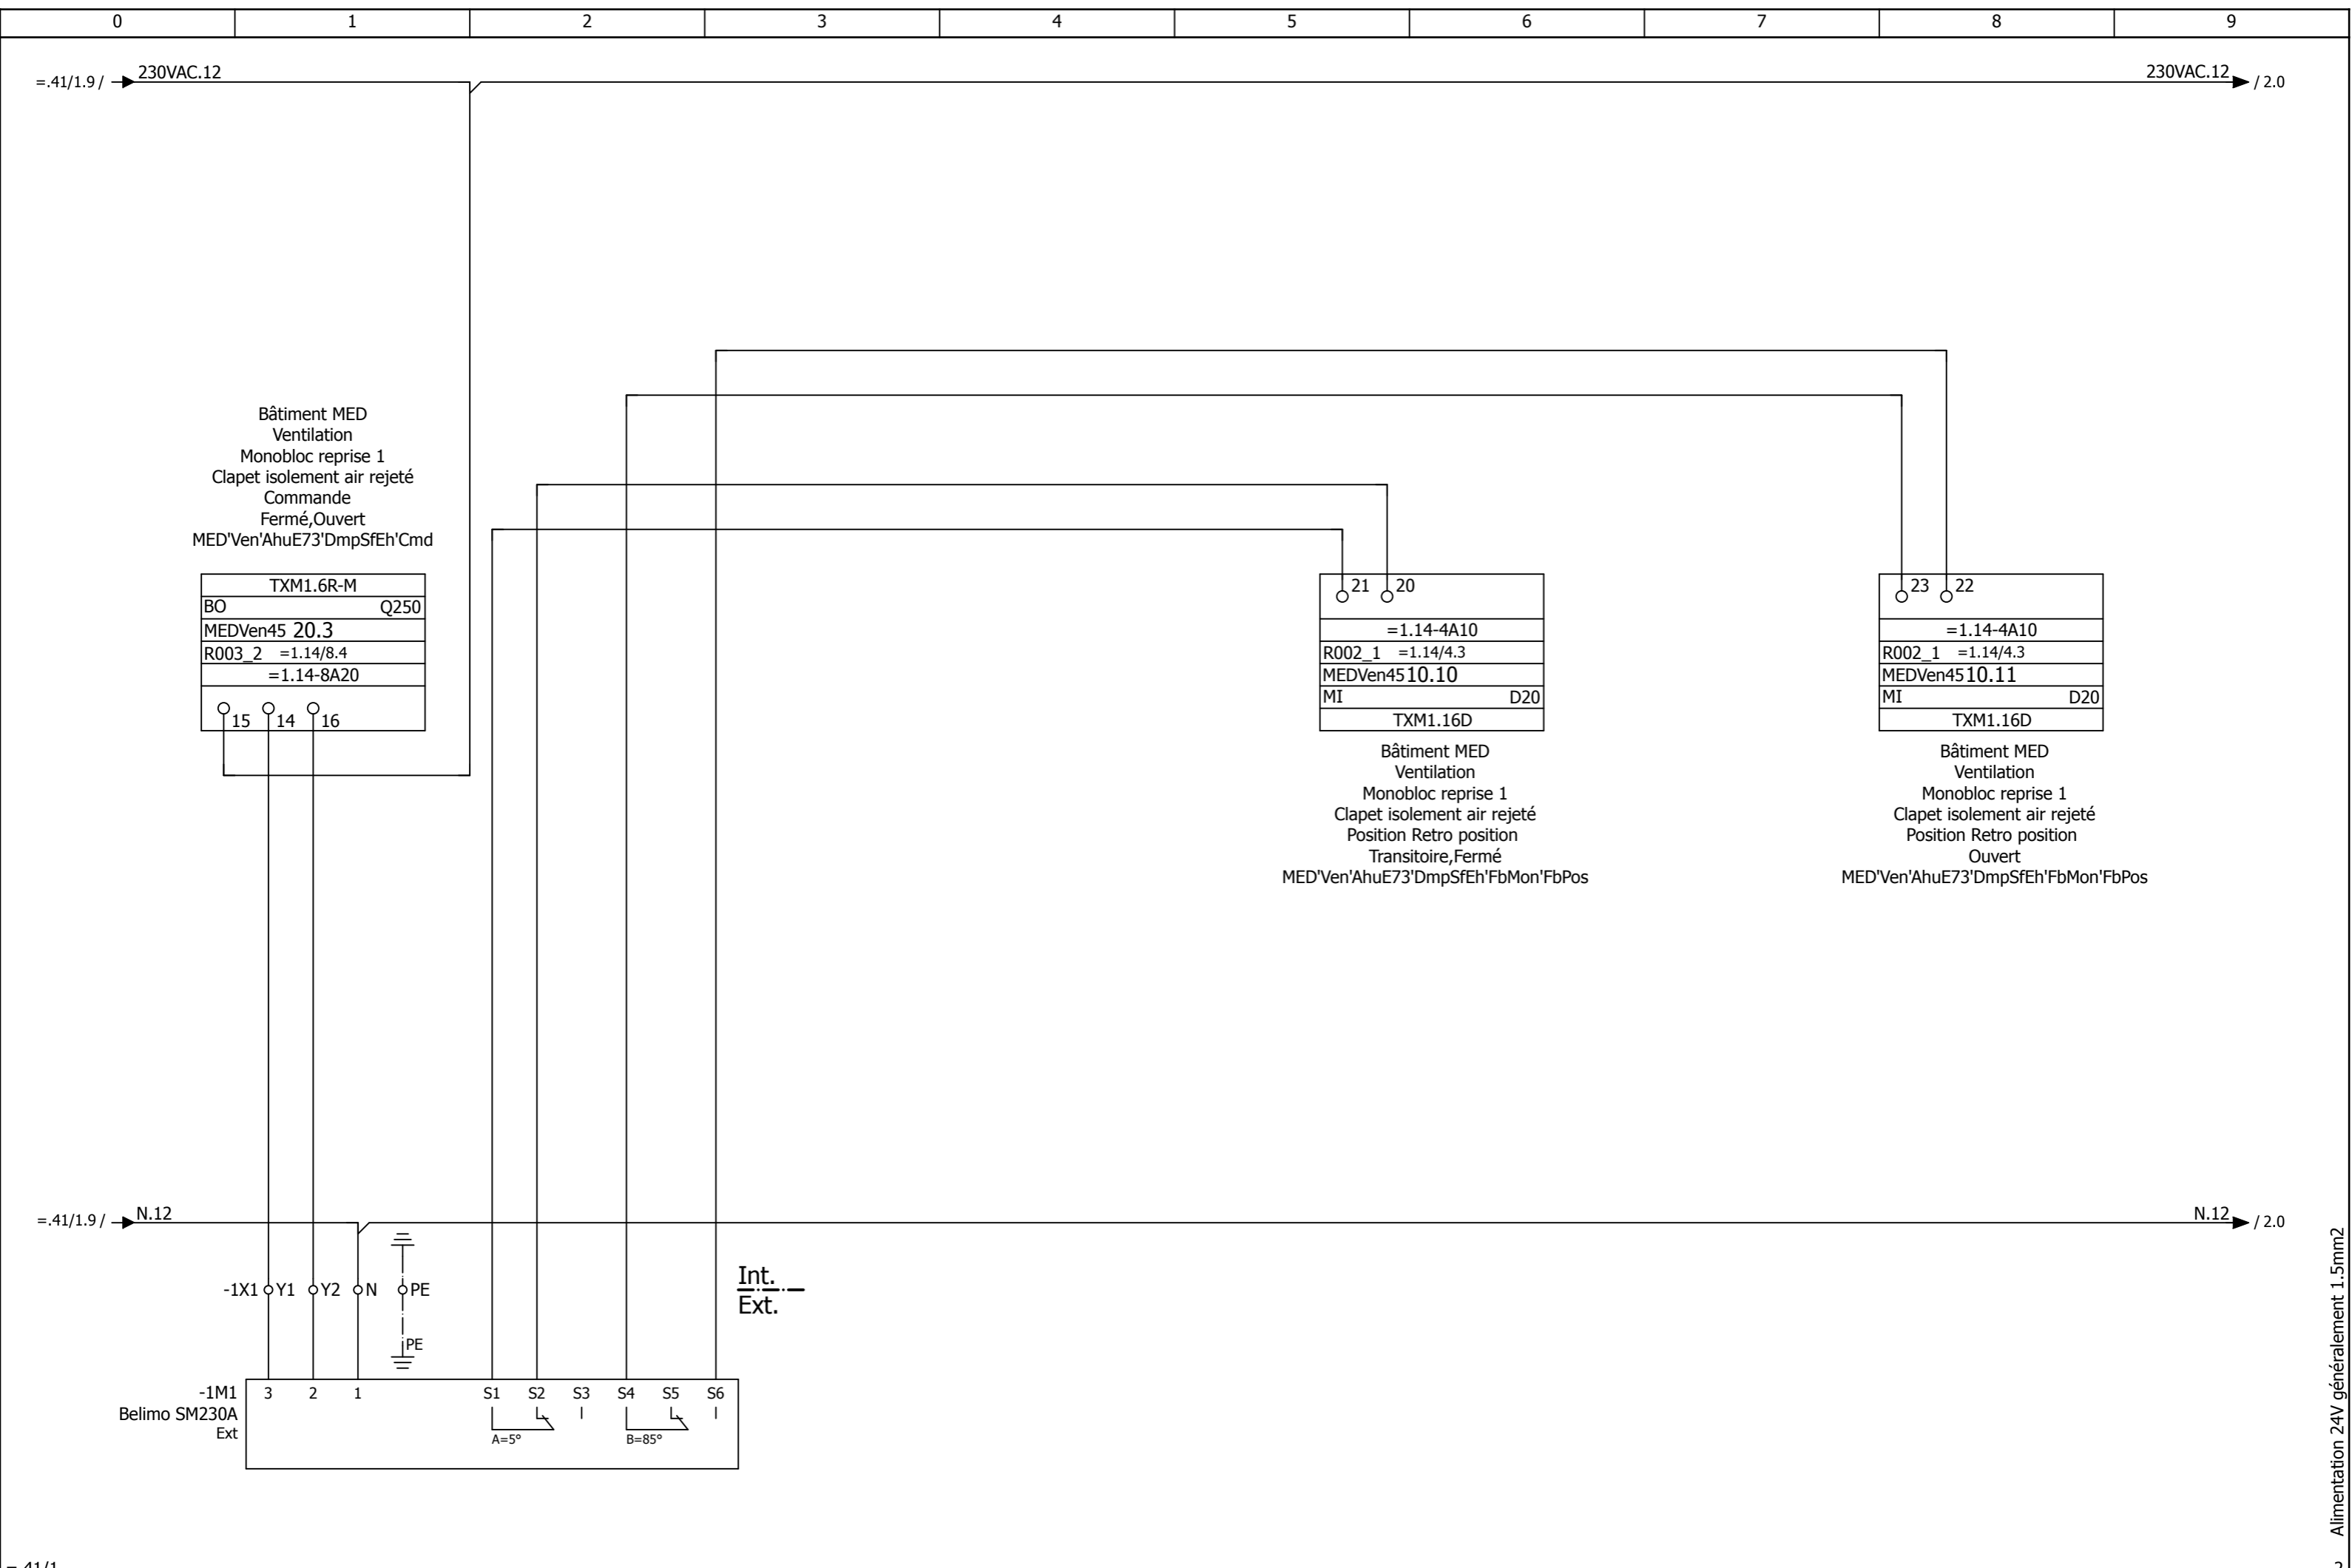 0 1 2 3 4 5 6 7 8 9
=.41/1.9 / 230VAC.12 230VAC.12 / 2.0
Bâtiment MED
Ventilation
Monobloc reprise 1
Clapet isolement air rejeté
Commande
Fermé,Ouvert
MED'Ven'AhuE73'DmpSfEh'Cmd
TXM1.6R-M
BO Q250
MEDVen45 20.3
R003_2 =1.14/8.4
=1.14-8A20
15 14 16
21 20
=1.14-4A10
R002_1 =1.14/4.3
MEDVen45 10.10
MI D20
TXM1.16D
Bâtiment MED
Ventilation
Monobloc reprise 1
Clapet isolement air rejeté
Position Retro position
Transitoire,Fermé
MED'Ven'AhuE73'DmpSfEh'FbMon'FbPos
23 22
=1.14-4A10
R002_1 =1.14/4.3
MEDVen45 10.11
MI D20
TXM1.16D
Bâtiment MED
Ventilation
Monobloc reprise 1
Clapet isolement air rejeté
Position Retro position
Ouvert
MED'Ven'AhuE73'DmpSfEh'FbMon'FbPos
=.41/1.9 / N.12 N.12 / 2.0
-1X1 Y1 Y2 N PE
PE
Int.
Ext.
-1M1
Belimo SM230A
Ext
3 2 1 S1 S2 S3 S4 S5 S6
A=5° B=85°
Alimentation 24V généralement 1.5mm2